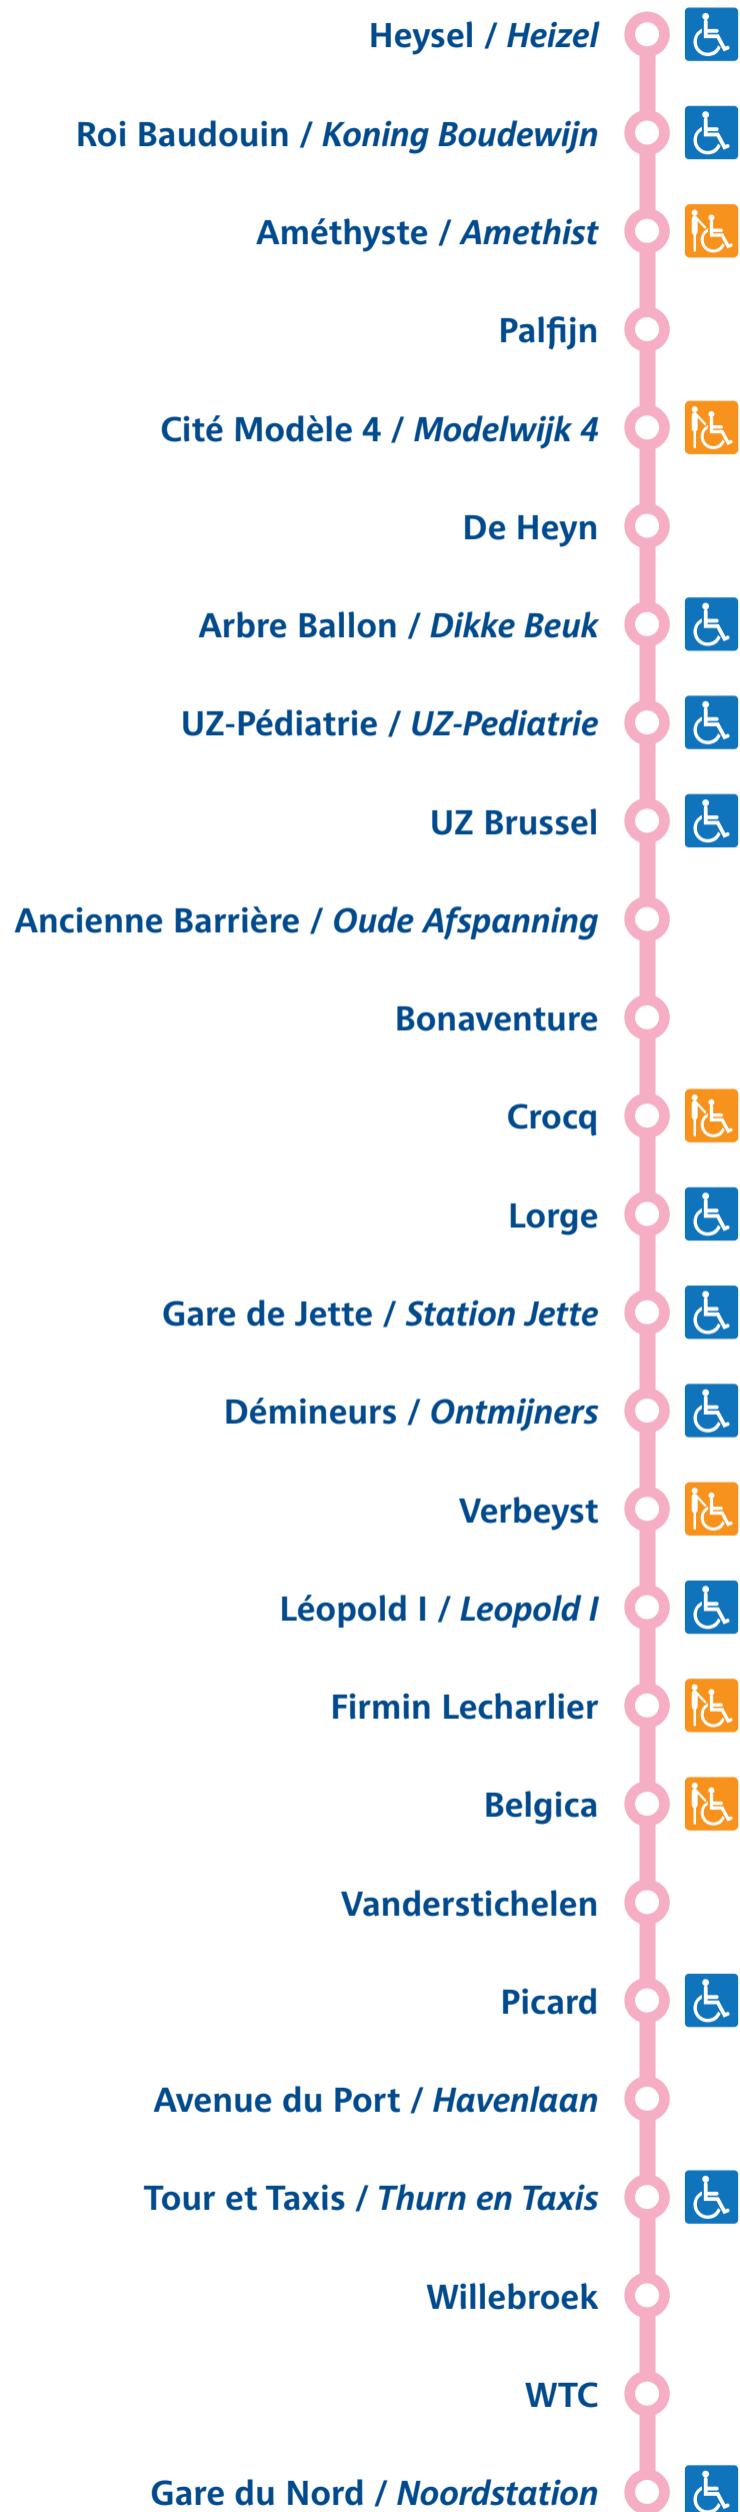 Heysel / Heizel
Roi Baudouin / Koning Boudewijn
Améthyste / Amethist
Palfijn
Cité Modèle 4 / Modelwijk 4
De Heyn
Arbre Ballon / Dikke Beuk
UZ-Pédiatrie / UZ-Pediatrie
UZ Brussel
Ancienne Barrière / Oude Afspanning
Bonaventure
Crocq
Lorge
Gare de Jette / Station Jette
Démineurs / Ontmijners
Verbeyst
Léopold I / Leopold I
Firmin Lecharlier
Belgica
Vanderstichelen
Picard
Avenue du Port / Havenlaan
Tour et Taxis / Thurn en Taxis
Willebroek
WTC
Gare du Nord / Noordstation